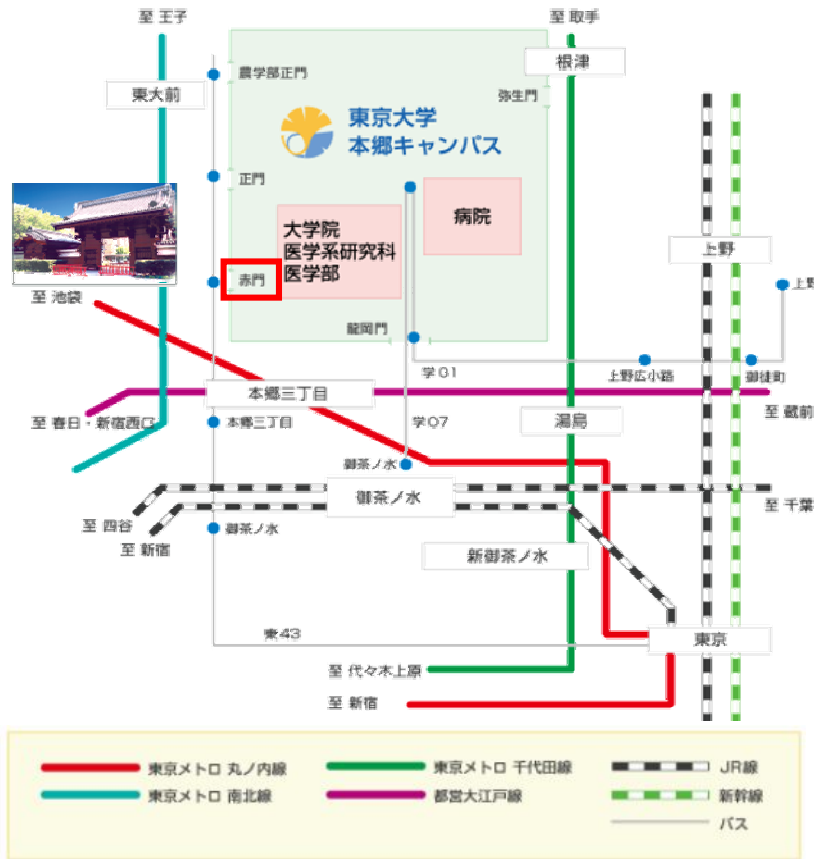 至 王子
至 取手
東大前
農学部正門
根津
弥生門
東京大学
本郷キャンパス
正門
大学院
医学系研究科
医学部
病院
上野
赤門
至 池袋
上野
龍岡門
学01
上野広小路
御徒町
本郷三丁目
至 蔵前
至 春日・新宿西口
本郷三丁目
学07
湯島
御茶ノ水
御茶ノ水
至 千葉
至 四谷
至 新宿
御茶ノ水
新御茶ノ水
東43
東京
至 代々木上原
至 新宿
東京メトロ 丸ノ内線
東京メトロ 千代田線
JR線
東京メトロ 南北線
都営大江戸線
新幹線
バス